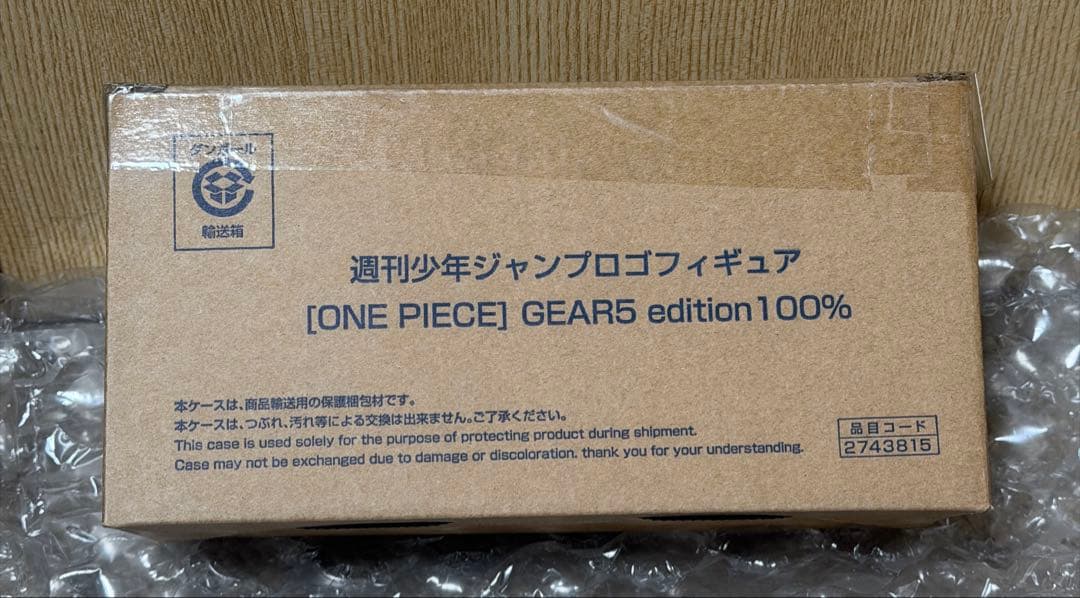 ダンボール
輸送箱
週刊少年ジャンプロゴフィギュア
[ONE PIECE] GEAR5 edition100%
本ケースは、商品輸送用の保護梱包材です。
本ケースは、つぶれ、汚れ等による交換は出来ません。ご了承ください。
This case is used solely for the purpose of protecting product during shipment.
Case may not be exchanged due to damage or discoloration. thank you for your understanding.
品目コード
2743815